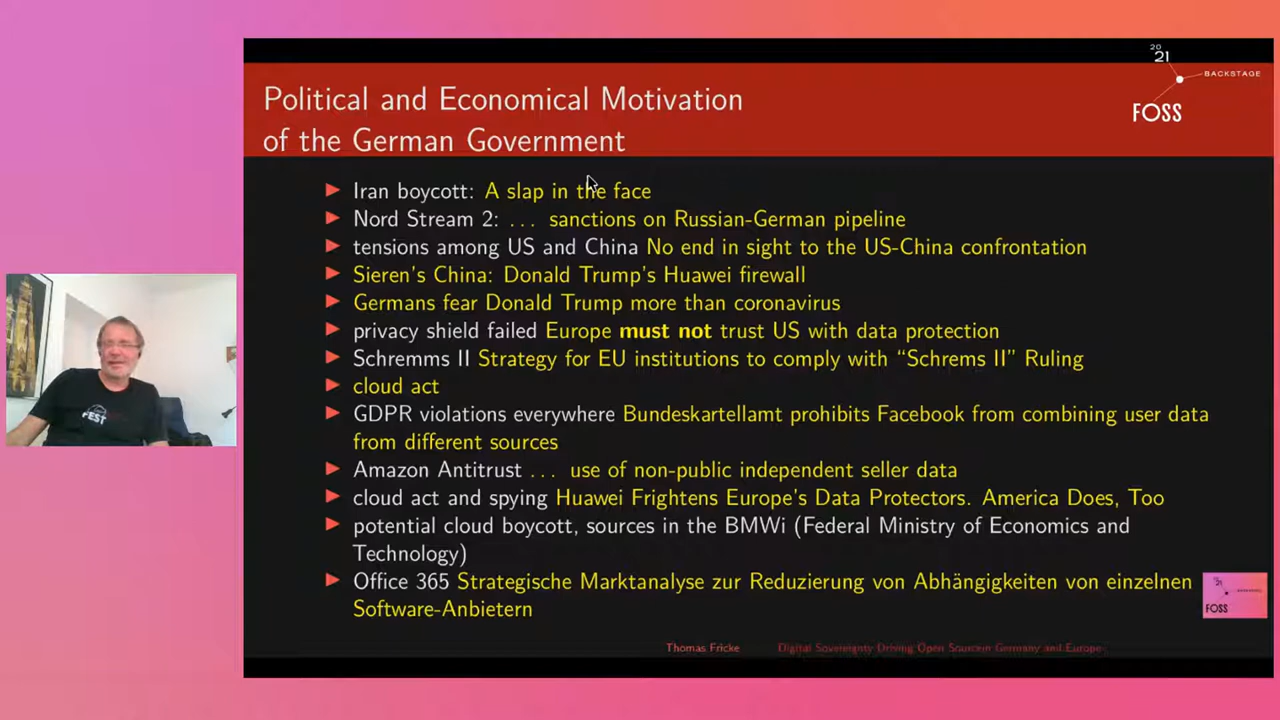 Political and Economical Motivation
of the German Government
20
21
BACKSTAGE
FOSS
Iran boycott: A slap in the face
Nord Stream 2: ... sanctions on Russian-German pipeline
tensions among US and China No end in sight to the US-China confrontation
Sieren's China: Donald Trump's Huawei firewall
Germans fear Donald Trump more than coronavirus
privacy shield failed Europe must not trust US with data protection
Schremms II Strategy for EU institutions to comply with “Schrems II” Ruling
cloud act
GDPR violations everywhere Bundeskartellamt prohibits Facebook from combining user data
from different sources
Amazon Antitrust ... use of non-public independent seller data
cloud act and spying Huawei Frightens Europe's Data Protectors. America Does, Too
potential cloud boycott, sources in the BMWi (Federal Ministry of Economics and
Technology)
Office 365 Strategische Marktanalyse zur Reduzierung von Abhängigkeiten von einzelnen
Software-Anbietern
FOSS
Thomas Fricke Digital Sovereignty Driving Open Sourcein Germany and Europe
FEST